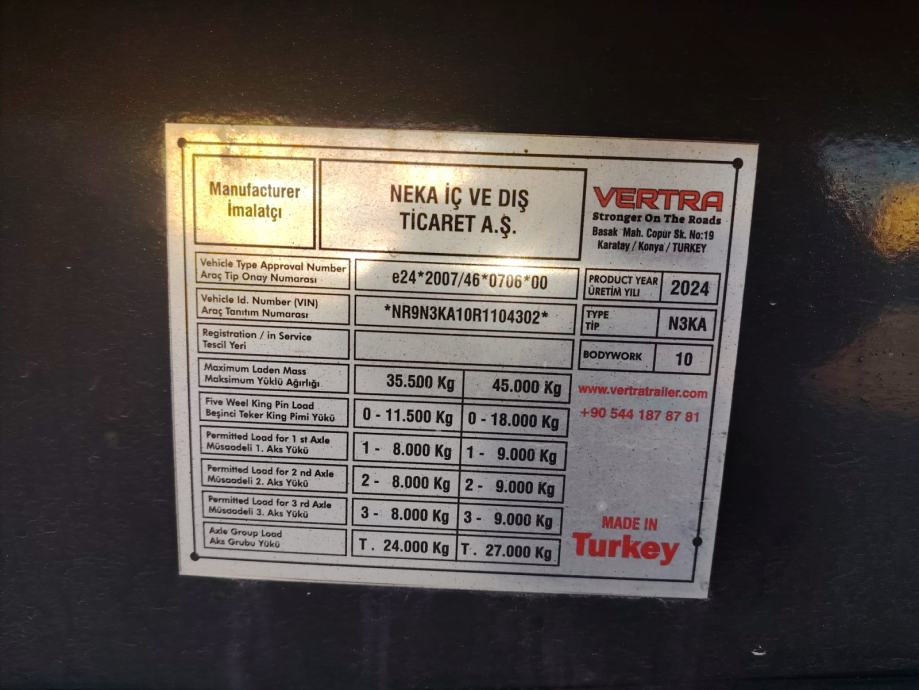 Manufacturer
İmalatçı
NEKA İÇ VE DIŞ
TİCARET A.Ş.
VERTRA
Stronger On The Roads
Basak Mah. Copur Sk. No:19
Karatay / Konya / TURKEY
Vehicle Type Approval Number
Araç Tip Onay Numarası
e24*2007/46*0706*00
PRODUCT YEAR
ÜRETİM YILI
2024
Vehicle Id. Number (VIN)
Araç Tanıtım Numarası
*NR9N3KA10R1104302*
TYPE
TİP
N3KA
Registration / in Service
Tescil Yeri
BODYWORK
10
Maximum Laden Mass
Maksimum Yüklü Ağırlığı
35.500 Kg
45.000 Kg
www.vertratrailer.com
+90 544 187 87 81
Five Weel King Pin Load
Beşinci Teker King Pimi Yükü
0 - 11.500 Kg
0 - 18.000 Kg
Permitted Load for 1 st Axle
Müsaadeli 1. Aks Yükü
1 - 8.000 Kg
1 - 9.000 Kg
Permitted Load for 2 nd Axle
Müsaadeli 2. Aks Yükü
2 - 8.000 Kg
2 - 9.000 Kg
Permitted Load for 3 rd Axle
Müsaadeli 3. Aks Yükü
3 - 8.000 Kg
3 - 9.000 Kg
Axle Group Load
Aks Grubu Yükü
T. 24.000 Kg
T. 27.000 Kg
MADE IN
Turkey